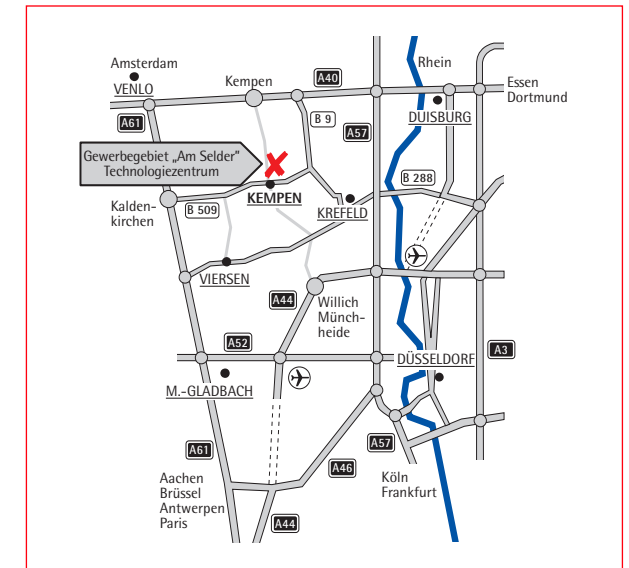 Amsterdam
VENLO
Kempen
A40
Rhein
Essen
Dortmund
A61
B 9
A57
DUISBURG
Gewerbegebiet „Am Selder"
Technologiezentrum
KEMPEN
B 288
Kalden-
kirchen
B 509
KREFELD
VIERSEN
A44
Willich
Münch-
heide
A52
A3
DÜSSELDORF
M.-GLADBACH
A61
A57
A46
Aachen
Brüssel
Antwerpen
Paris
Köln
Frankfurt
A44